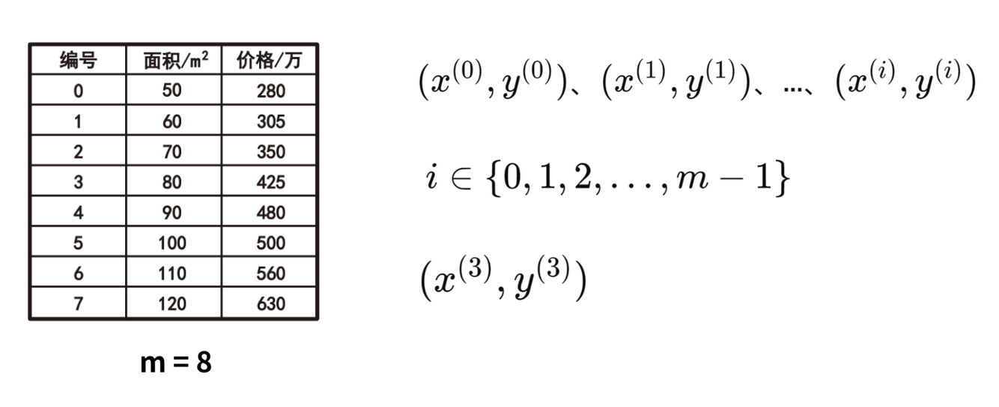 编号 面积/m² 价格/万
0 50 280
1 60 305
2 70 350
3 80 425
4 90 480
5 100 500
6 110 560
7 120 630
m = 8
(x⁽⁰⁾, y⁽⁰⁾)、(x⁽¹⁾, y⁽¹⁾)、...、(x⁽ⁱ⁾, y⁽ⁱ⁾)
i ∈ {0, 1, 2, . . . , m − 1}
(x⁽³⁾, y⁽³⁾)